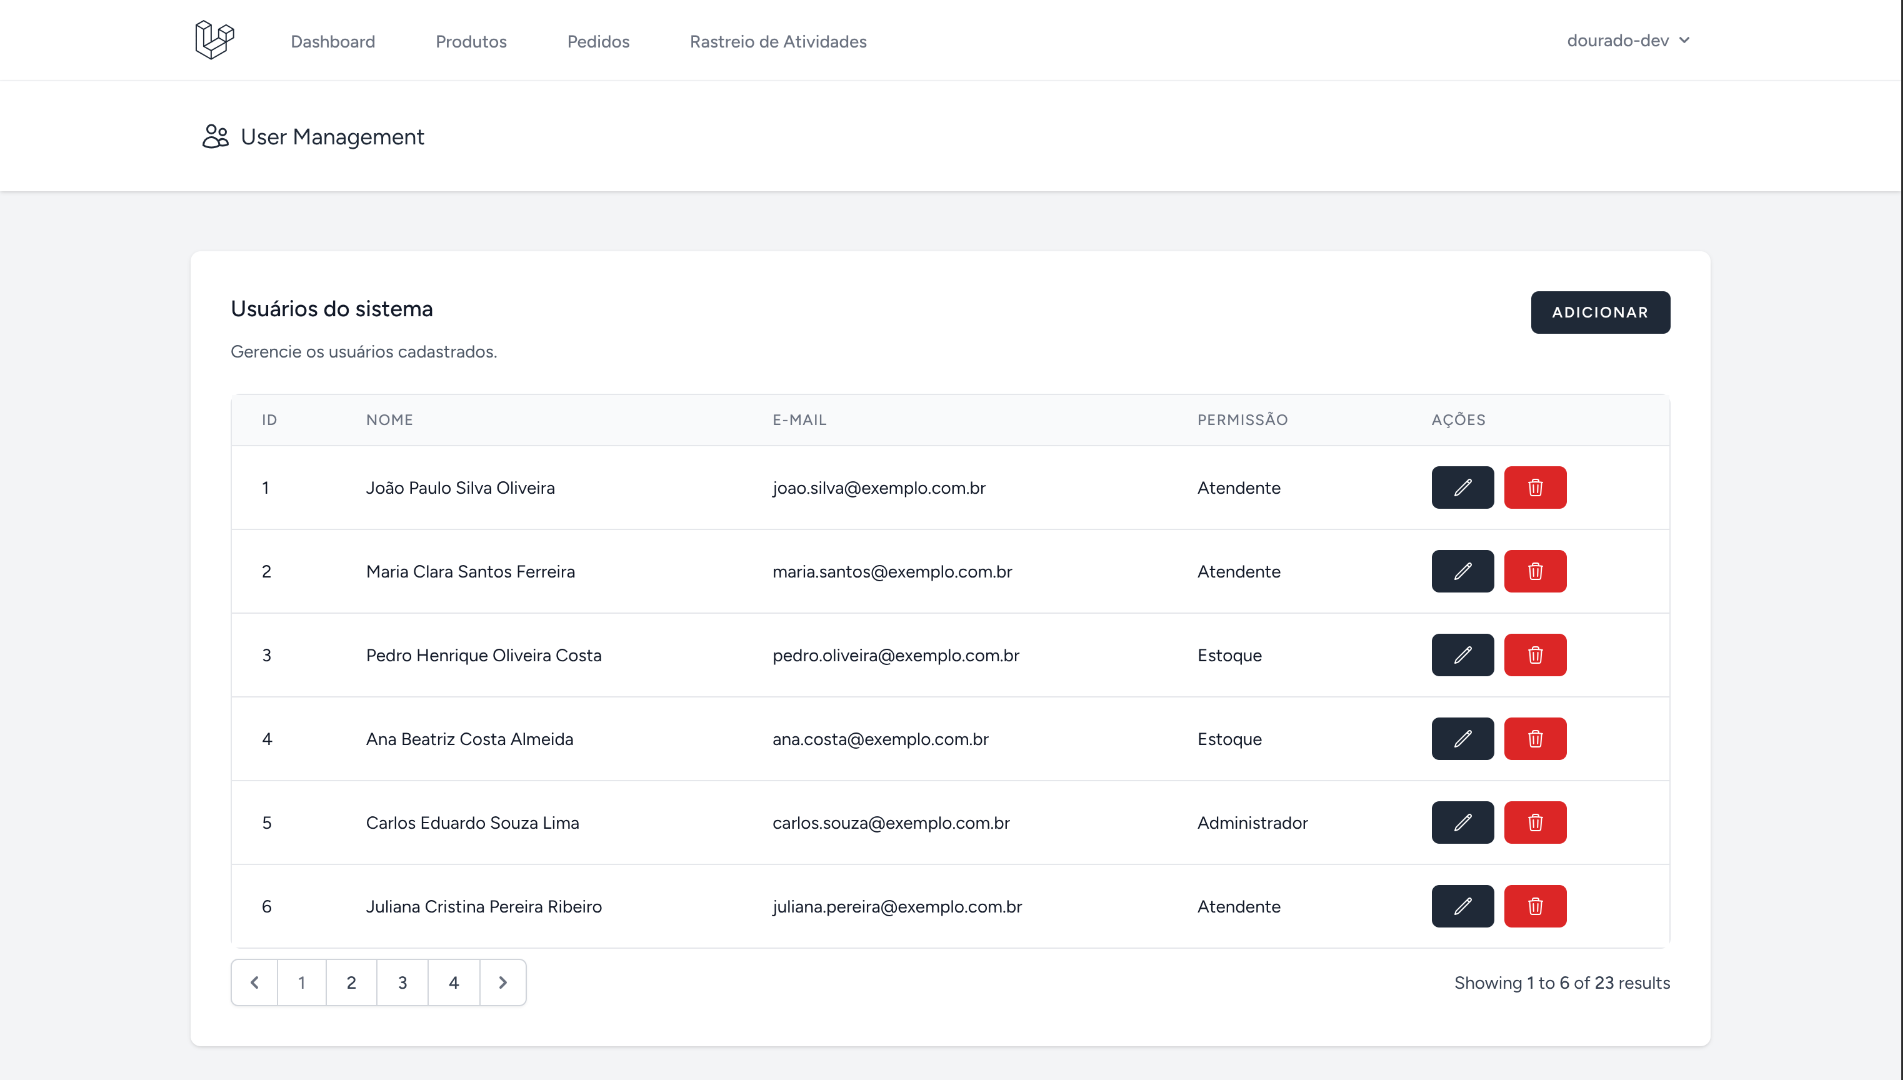 Dashboard Produtos Pedidos Rastreio de Atividades dourado-dev
User Management
Usuários do sistema
ADICIONAR
Gerencie os usuários cadastrados.
ID NOME E-MAIL PERMISSÃO AÇÕES
1 João Paulo Silva Oliveira joao.silva@exemplo.com.br Atendente
2 Maria Clara Santos Ferreira maria.santos@exemplo.com.br Atendente
3 Pedro Henrique Oliveira Costa pedro.oliveira@exemplo.com.br Estoque
4 Ana Beatriz Costa Almeida ana.costa@exemplo.com.br Estoque
5 Carlos Eduardo Souza Lima carlos.souza@exemplo.com.br Administrador
6 Juliana Cristina Pereira Ribeiro juliana.pereira@exemplo.com.br Atendente
1 2 3 4 Showing 1 to 6 of 23 results